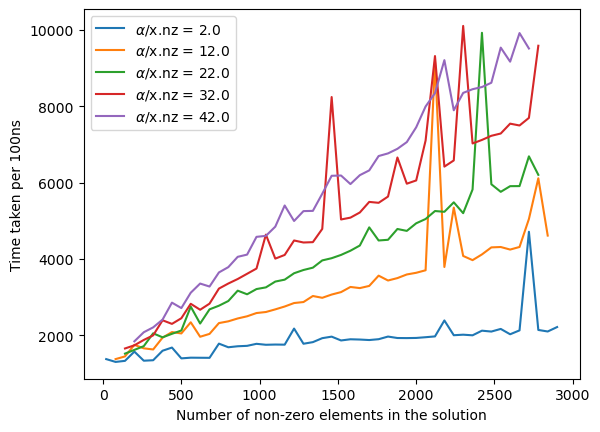 α/x.nz = 2.0
α/x.nz = 12.0
α/x.nz = 22.0
α/x.nz = 32.0
α/x.nz = 42.0
10000
8000
6000
4000
2000
Time taken per 100ns
0 500 1000 1500 2000 2500 3000
Number of non-zero elements in the solution